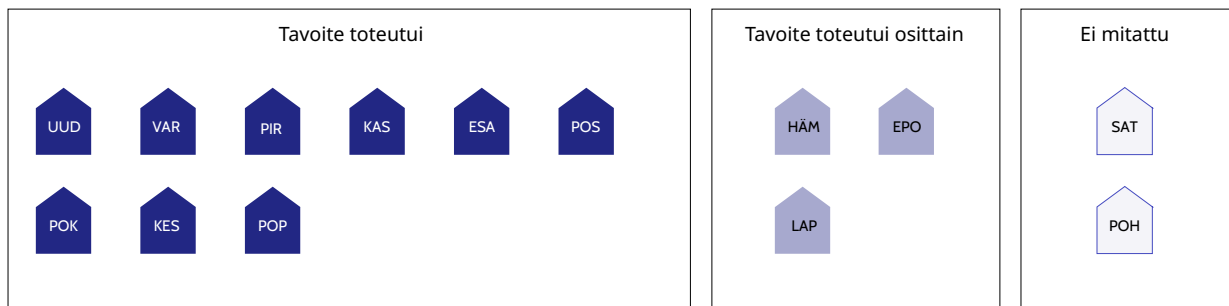 Tavoite toteutui
UUD VAR PIR KAS ESA POS
POK KES POP
Tavoite toteutui osittain
HÄM EPO
LAP
Ei mitattu
SAT
POH